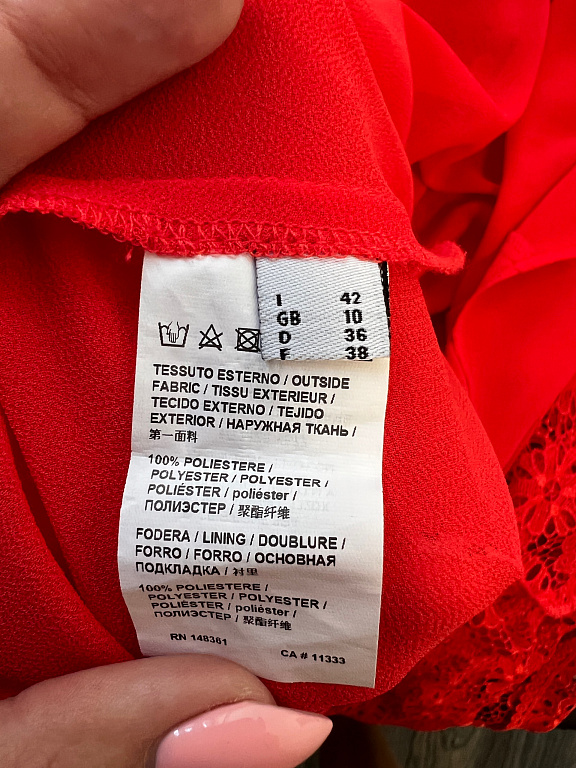 I 42
GB 10
D 36
F 38
TESSUTO ESTERNO / OUTSIDE
FABRIC / TISSU EXTERIEUR /
TECIDO EXTERNO / TEJIDO
EXTERIOR / НАРУЖНАЯ ТКАНЬ /
第一面料
100% POLIESTERE /
POLYESTER / POLYESTER /
POLIÉSTER / poliéster /
ПОЛИЭСТЕР / 聚酯纤维
FODERA / LINING / DOUBLURE /
FORRO / FORRO / ОСНОВНАЯ
ПОДКЛАДКА / 衬里
100% POLIESTERE /
POLYESTER / POLYESTER /
POLIÉSTER / poliéster /
ПОЛИЭСТЕР / 聚酯纤维
RN 148361 CA # 11333